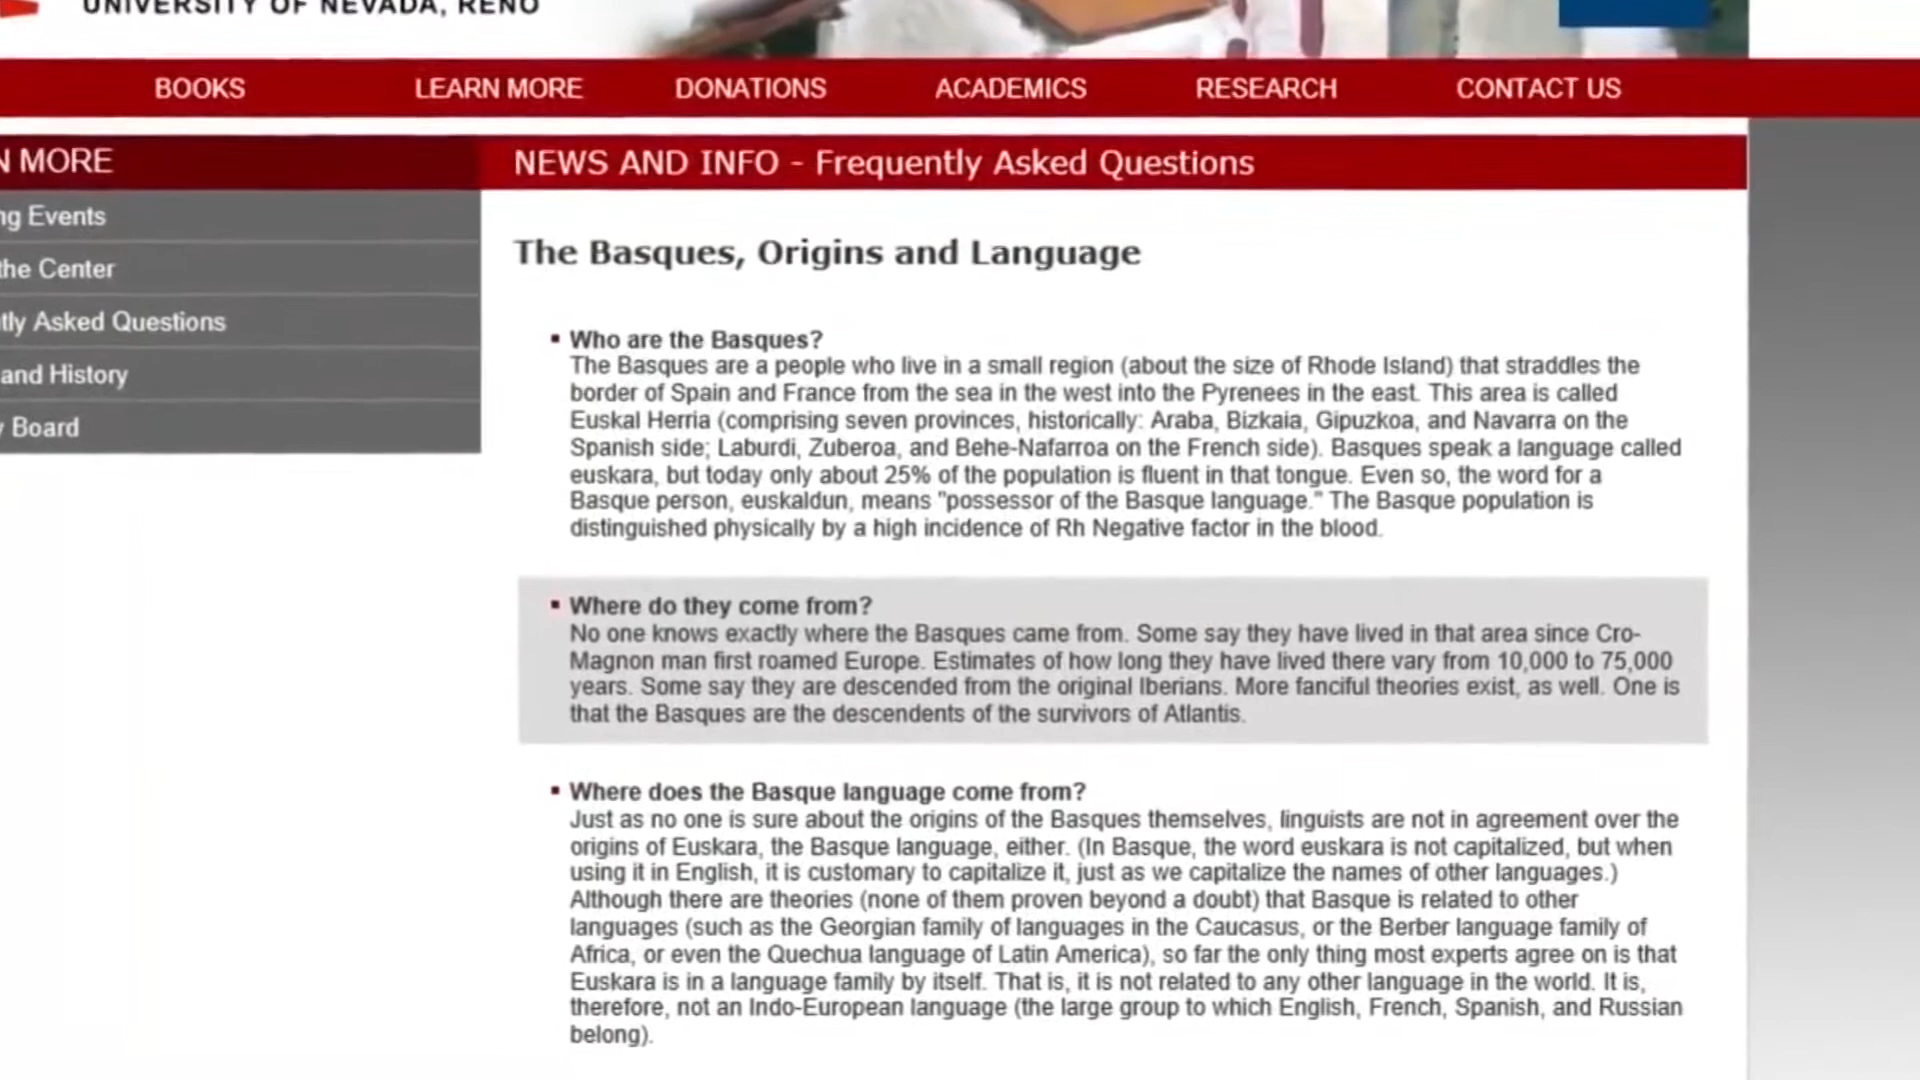 UNIVERSITY OF NEVADA, RENO
BOOKS LEARN MORE DONATIONS ACADEMICS RESEARCH CONTACT US
N MORE
ng Events
the Center
tly Asked Questions
and History
y Board
NEWS AND INFO - Frequently Asked Questions
The Basques, Origins and Language
▪ Who are the Basques?
The Basques are a people who live in a small region (about the size of Rhode Island) that straddles the
border of Spain and France from the sea in the west into the Pyrenees in the east. This area is called
Euskal Herria (comprising seven provinces, historically: Araba, Bizkaia, Gipuzkoa, and Navarra on the
Spanish side; Laburdi, Zuberoa, and Behe-Nafarroa on the French side). Basques speak a language called
euskara, but today only about 25% of the population is fluent in that tongue. Even so, the word for a
Basque person, euskaldun, means "possessor of the Basque language." The Basque population is
distinguished physically by a high incidence of Rh Negative factor in the blood.
▪ Where do they come from?
No one knows exactly where the Basques came from. Some say they have lived in that area since Cro-
Magnon man first roamed Europe. Estimates of how long they have lived there vary from 10,000 to 75,000
years. Some say they are descended from the original Iberians. More fanciful theories exist, as well. One is
that the Basques are the descendents of the survivors of Atlantis.
▪ Where does the Basque language come from?
Just as no one is sure about the origins of the Basques themselves, linguists are not in agreement over the
origins of Euskara, the Basque language, either. (In Basque, the word euskara is not capitalized, but when
using it in English, it is customary to capitalize it, just as we capitalize the names of other languages.)
Although there are theories (none of them proven beyond a doubt) that Basque is related to other
languages (such as the Georgian family of languages in the Caucasus, or the Berber language family of
Africa, or even the Quechua language of Latin America), so far the only thing most experts agree on is that
Euskara is in a language family by itself. That is, it is not related to any other language in the world. It is,
therefore, not an Indo-European language (the large group to which English, French, Spanish, and Russian
belong).